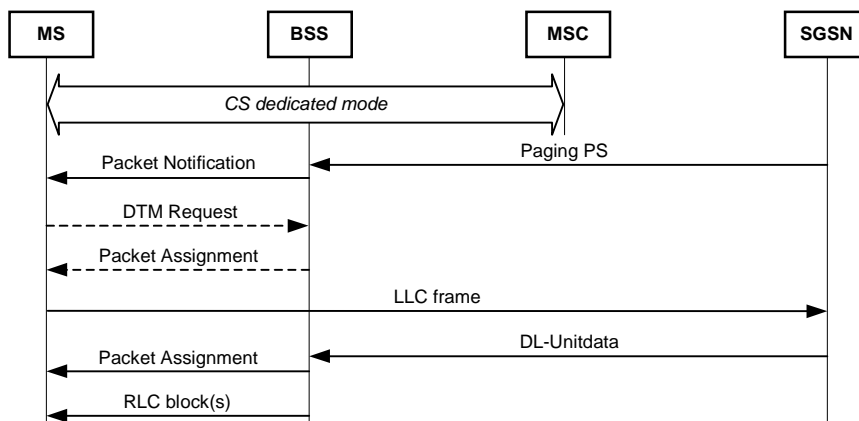 MS
BSS
MSC
SGSN
CS dedicated mode
Paging PS
Packet Notification
DTM Request
Packet Assignment
LLC frame
DL-Unitdata
Packet Assignment
RLC block(s)